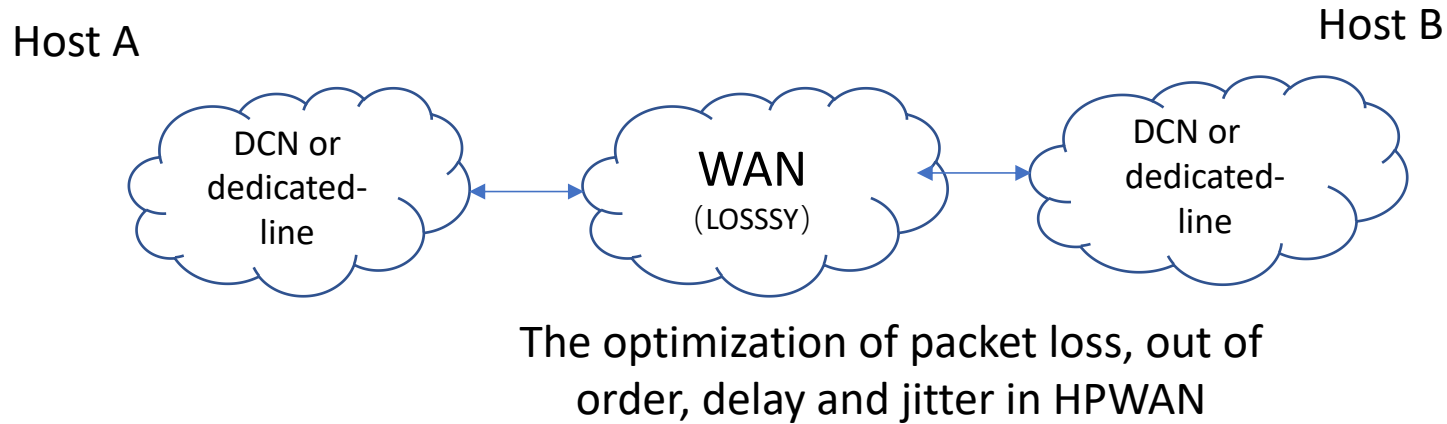 Host A
Host B
DCN or
dedicated-
line
WAN
（LOSSSY）
DCN or
dedicated-
line
The optimization of packet loss, out of
order, delay and jitter in HPWAN